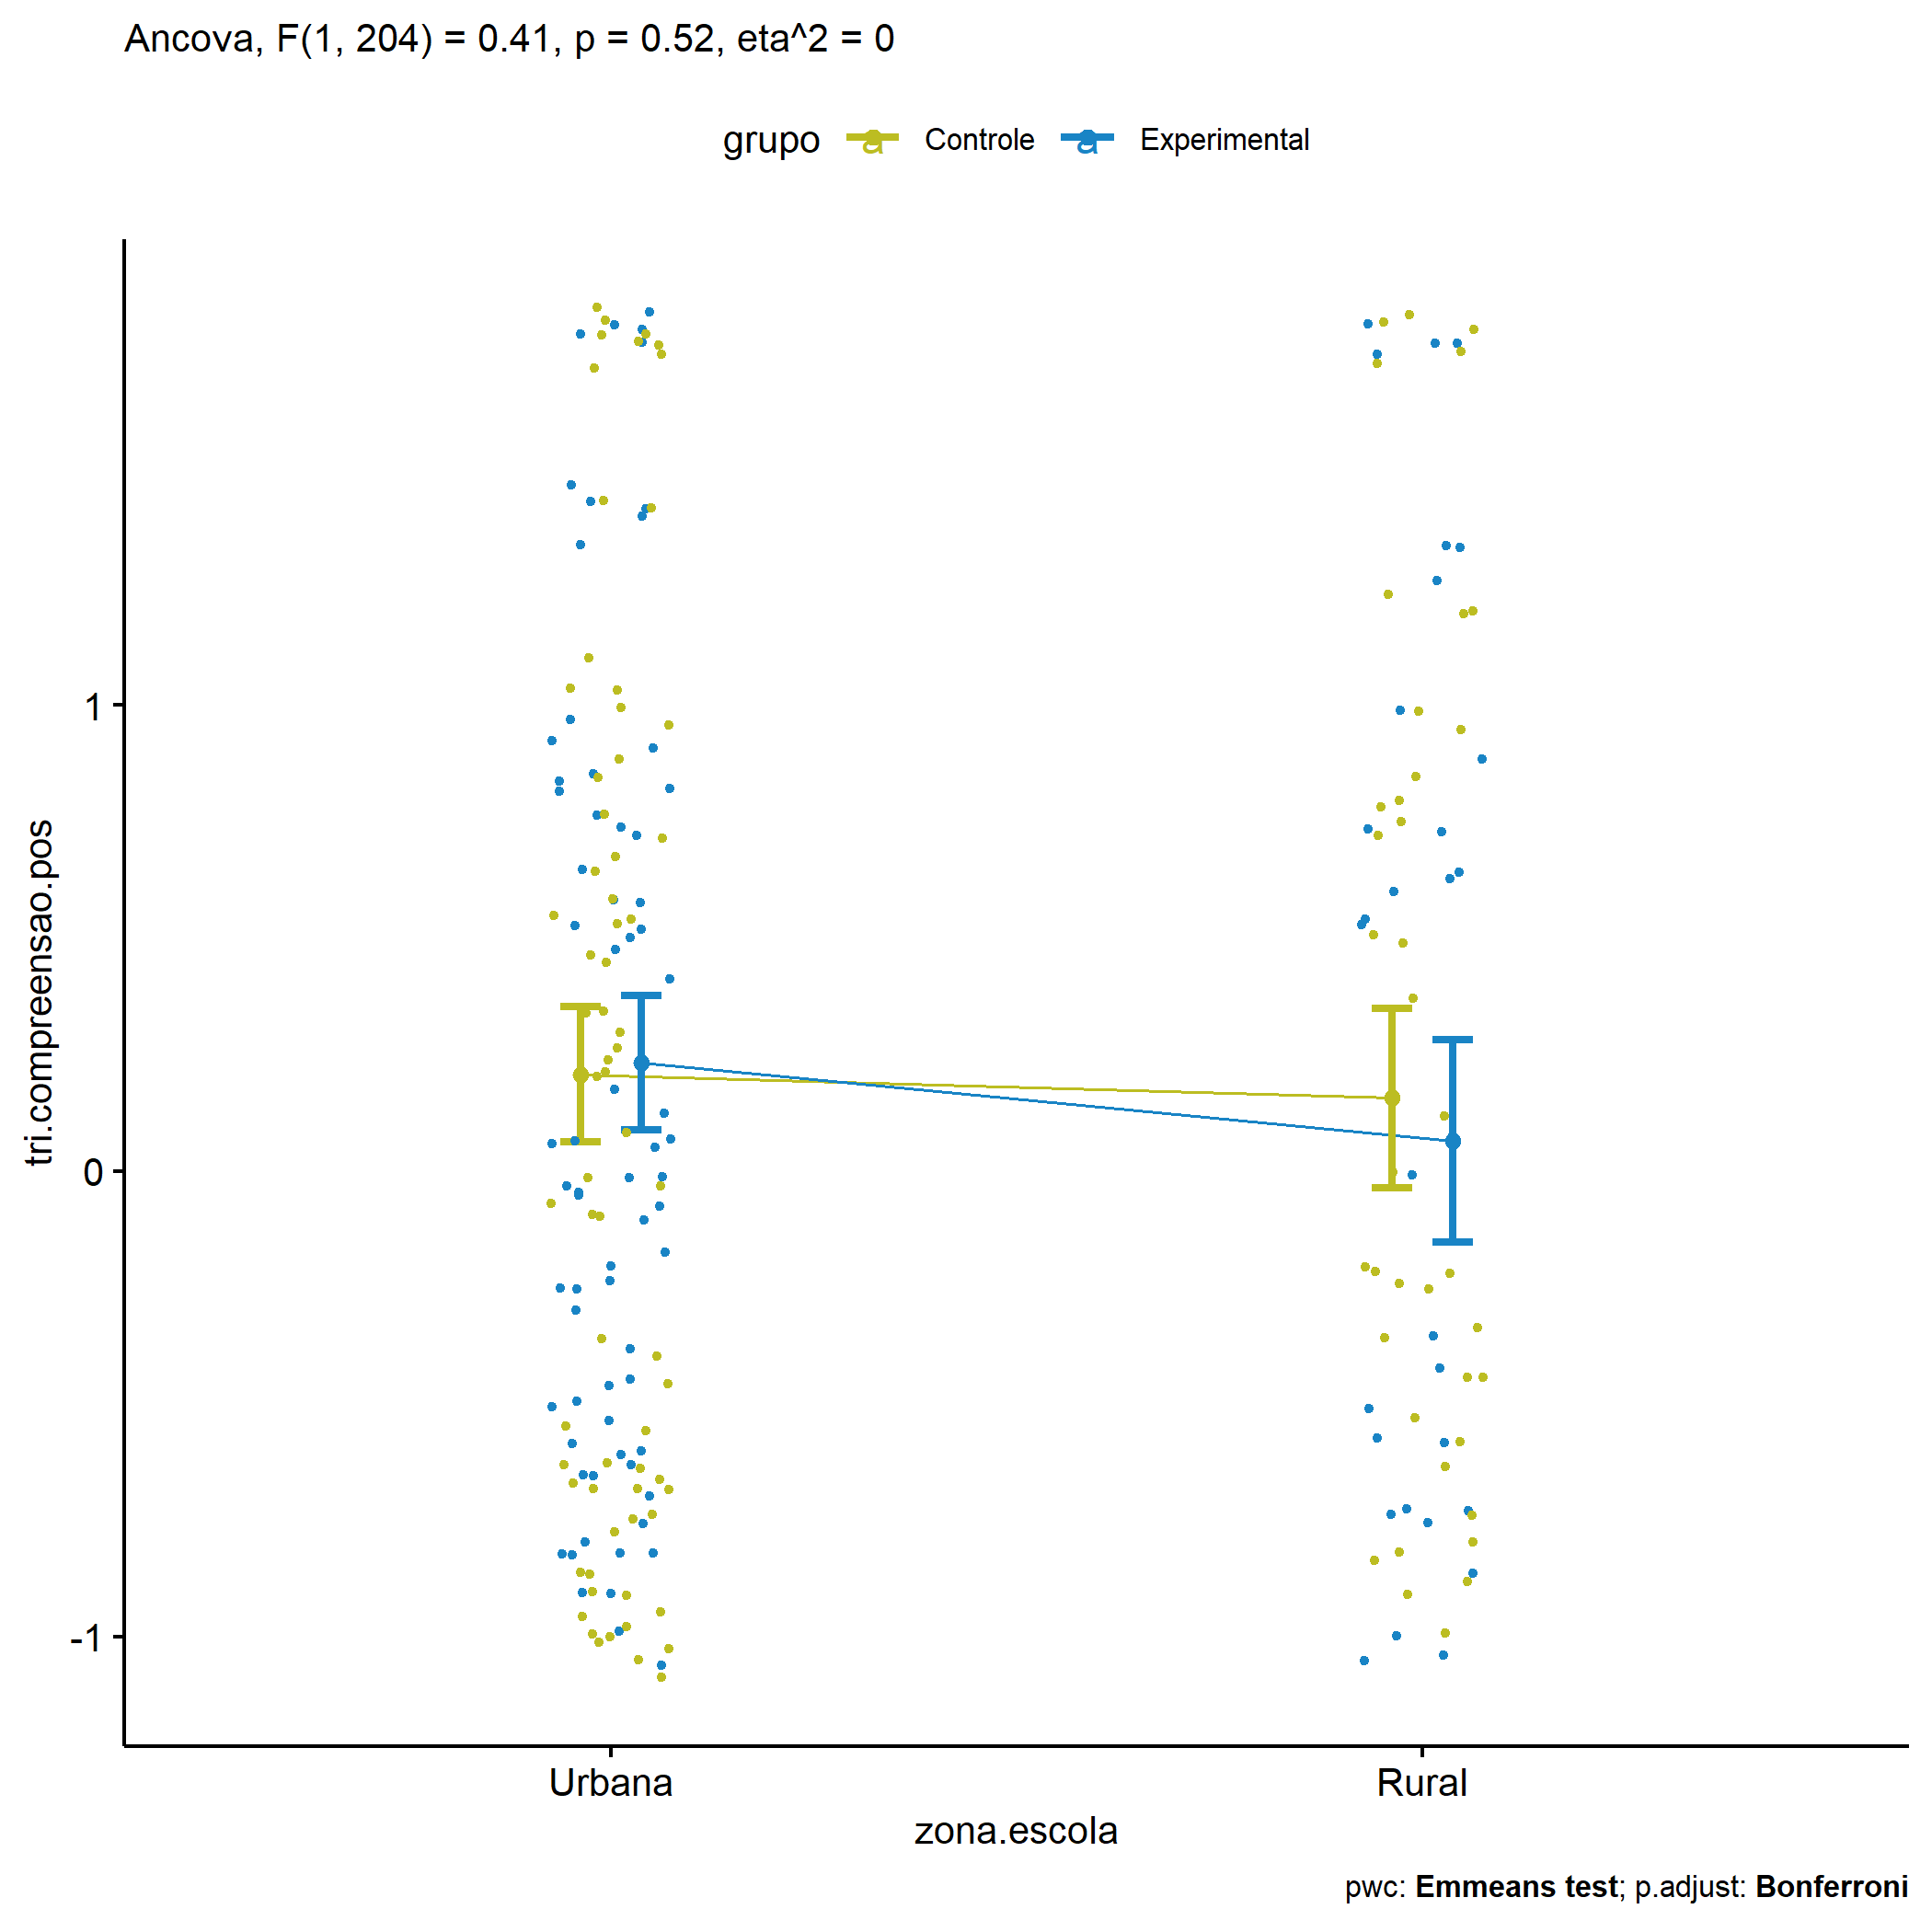 Ancova, F(1, 204) = 0.41, p = 0.52, eta^2 = 0
grupo a Controle a Experimental
1
0
-1
tri.compreensao.pos
Urbana Rural
zona.escola
pwc: Emmeans test; p.adjust: Bonferroni